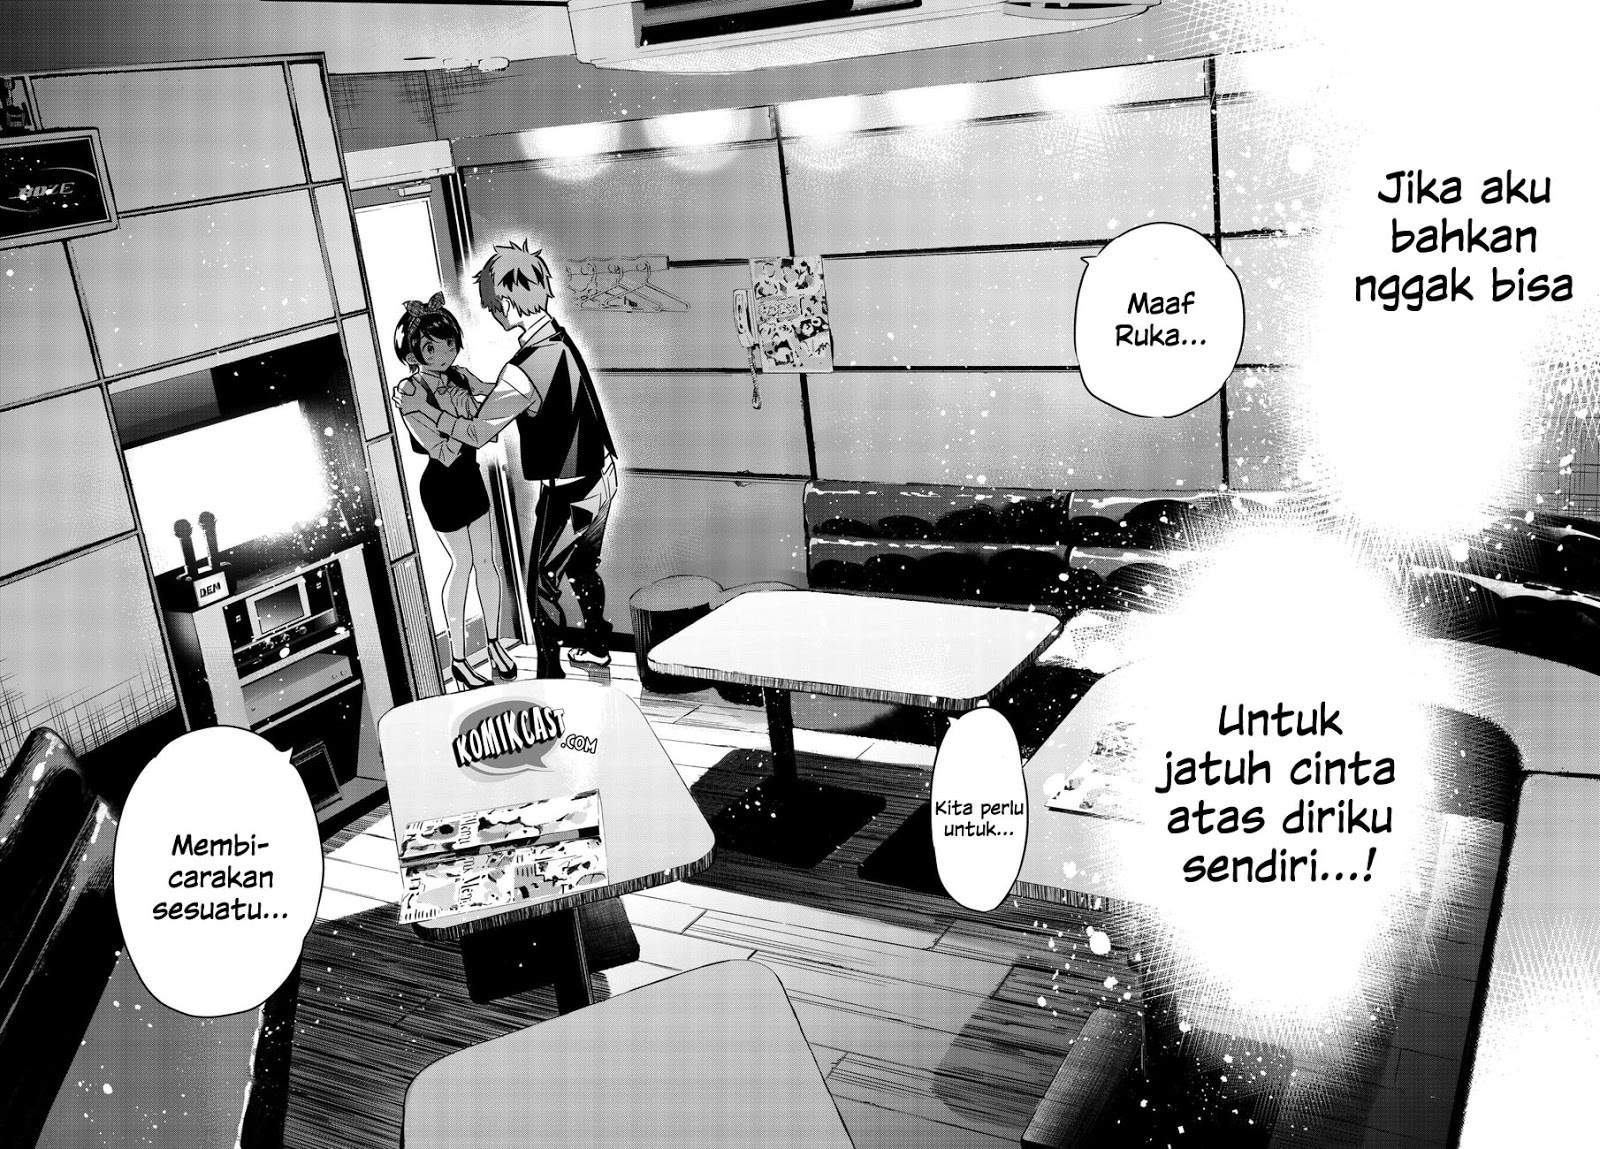 Jika aku
bahkan
nggak bisa
Maaf
Ruka...
Untuk
jatuh cinta
atas diriku
sendiri...!
Kita perlu
untuk...
Membi-
carakan
sesuatu...
KOMIKCAST
.COM
DEM